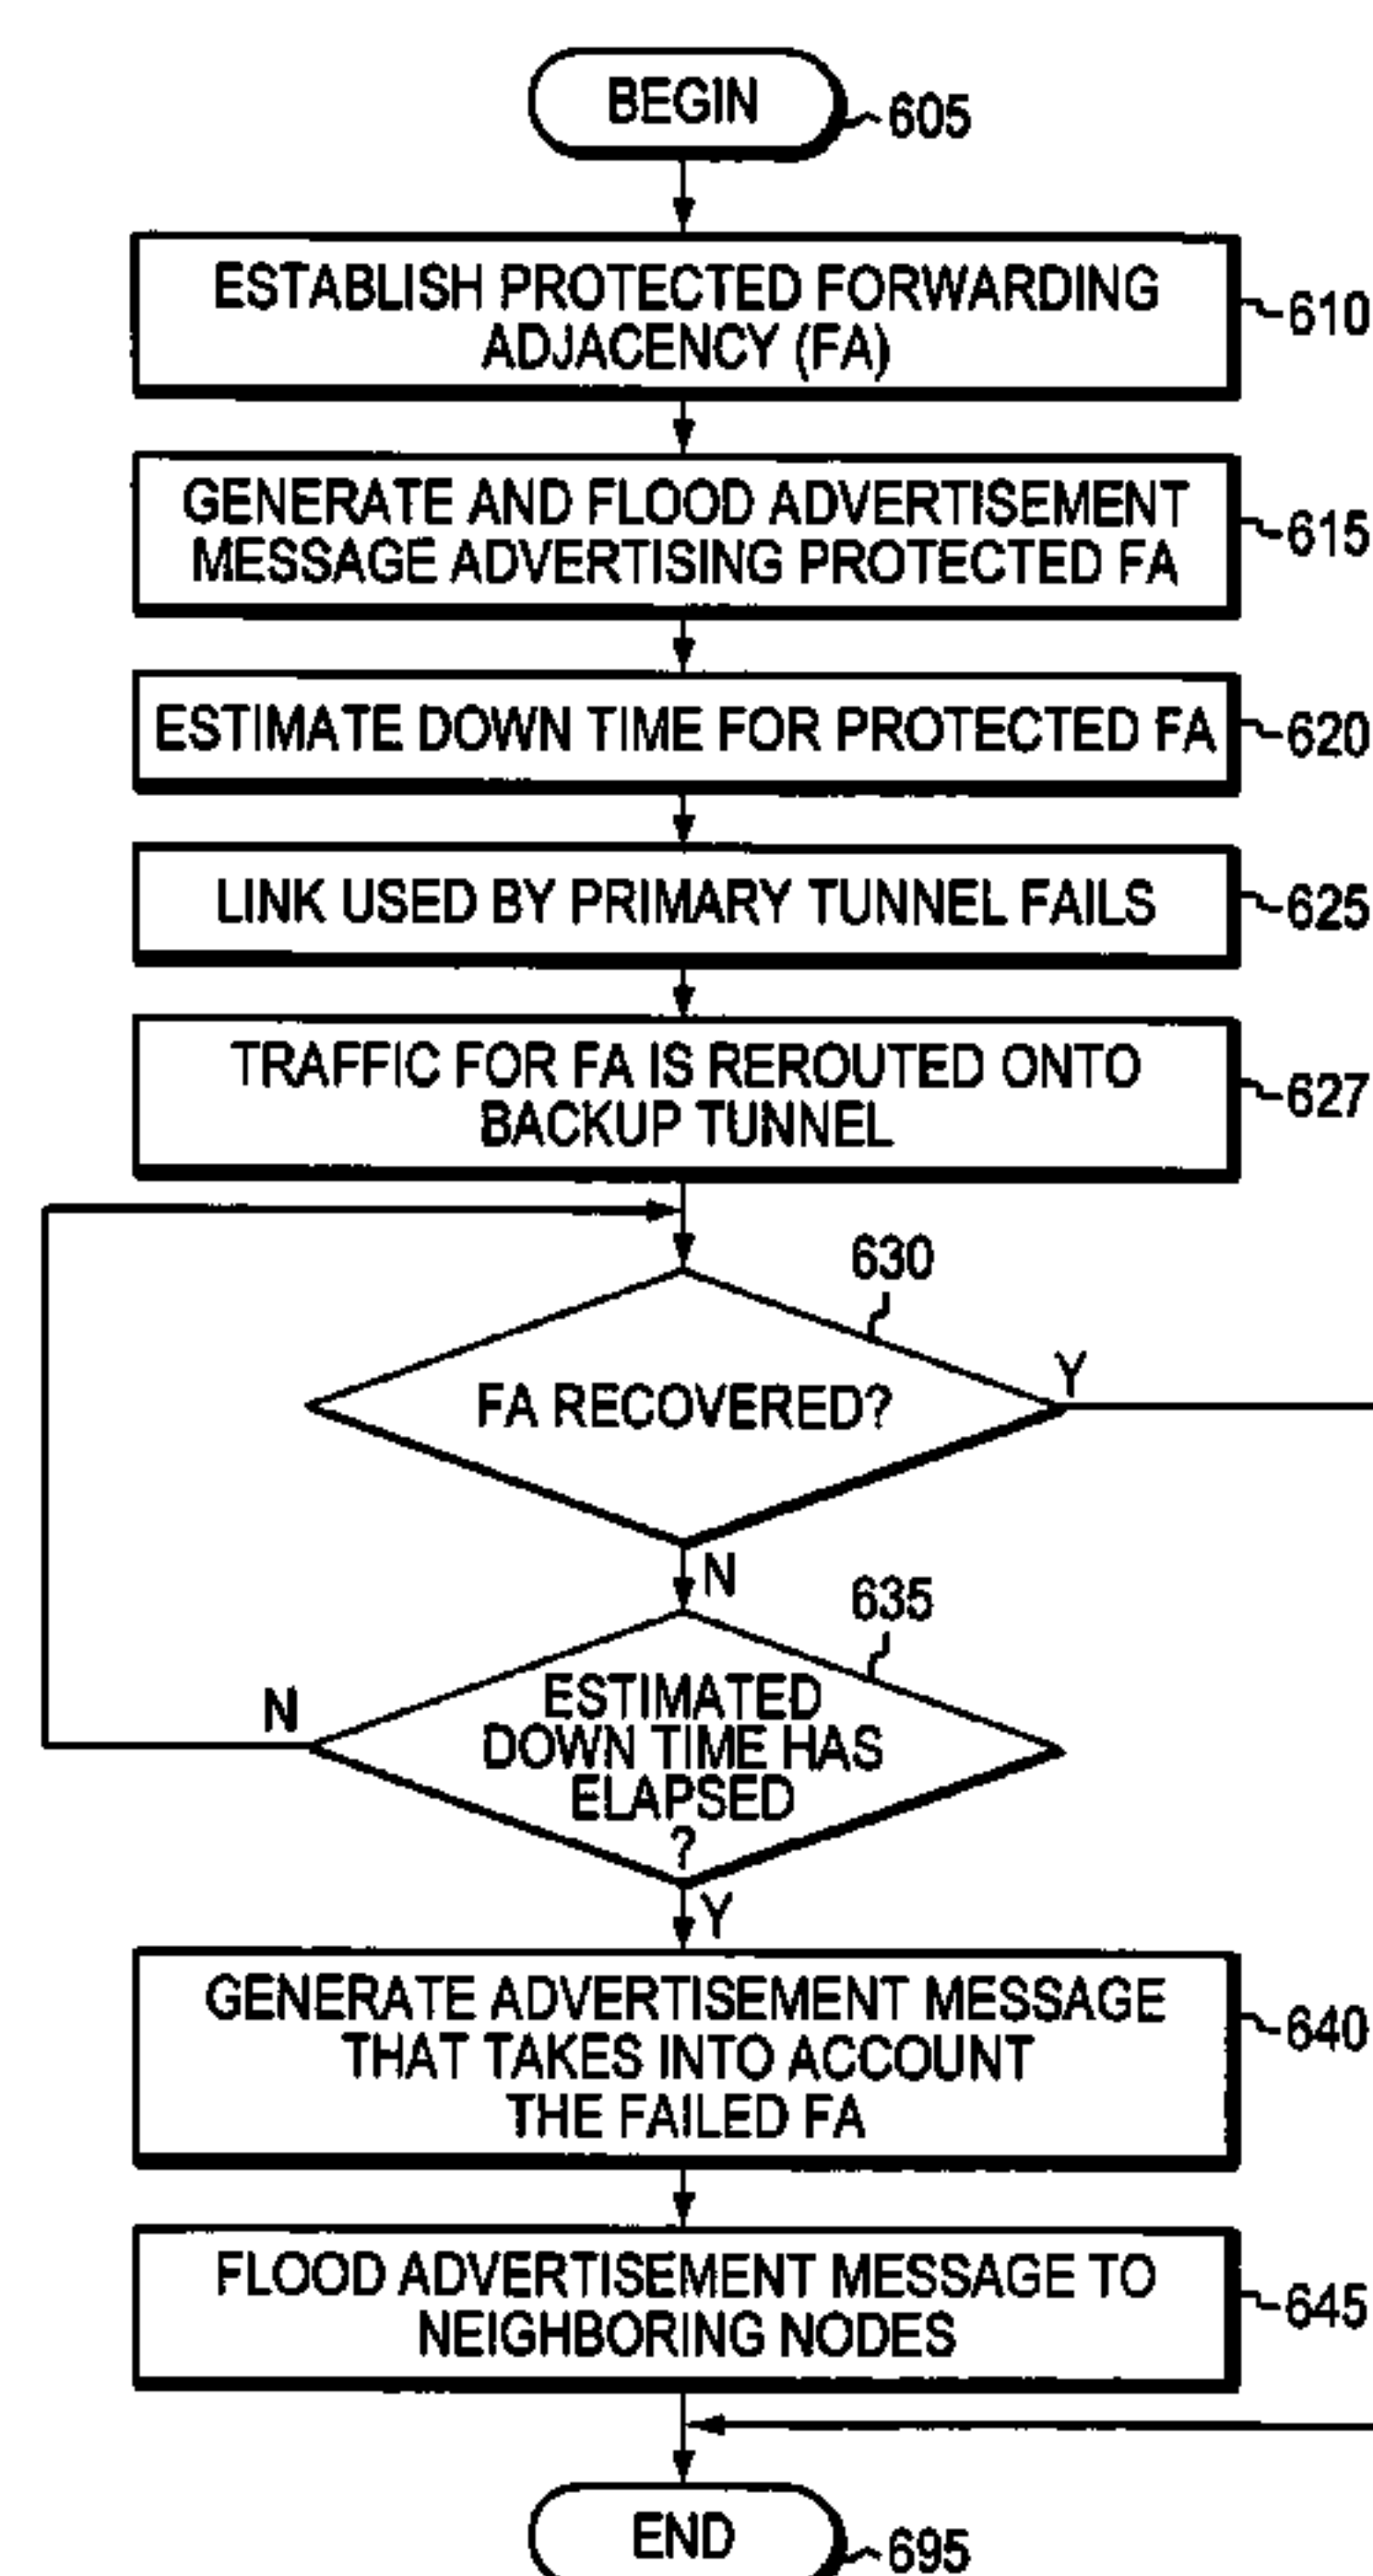 BEGIN
605
ESTABLISH PROTECTED FORWARDING
ADJACENCY (FA)
610
GENERATE AND FLOOD ADVERTISEMENT
MESSAGE ADVERTISING PROTECTED FA
615
ESTIMATE DOWN TIME FOR PROTECTED FA
620
LINK USED BY PRIMARY TUNNEL FAILS
625
TRAFFIC FOR FA IS REROUTED ONTO
BACKUP TUNNEL
627
630
FA RECOVERED?
Y
N
635
ESTIMATED
DOWN TIME HAS
ELAPSED
?
N
Y
GENERATE ADVERTISEMENT MESSAGE
THAT TAKES INTO ACCOUNT
THE FAILED FA
640
FLOOD ADVERTISEMENT MESSAGE TO
NEIGHBORING NODES
645
END
695